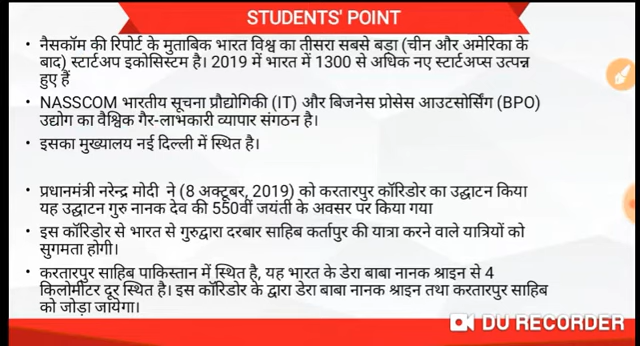 STUDENTS' POINT
• नैसकॉम की रिपोर्ट के मुताबिक भारत विश्व का तीसरा सबसे बड़ा (चीन और अमेरिका के
बाद) स्टार्टअप इकोसिस्टम है। 2019 में भारत में 1300 से अधिक नए स्टार्टअप्स उत्पन्न
हुए हैं
• NASSCOM भारतीय सूचना प्रौद्योगिकी (IT) और बिजनेस प्रोसेस आउटसोर्सिंग (BPO)
उद्योग का वैश्विक गैर-लाभकारी व्यापार संगठन है।
• इसका मुख्यालय नई दिल्ली में स्थित है।
• प्रधानमंत्री नरेन्द्र मोदी ने (8 अक्टूबर, 2019) को करतारपुर कॉरिडोर का उद्घाटन किया
यह उद्घाटन गुरु नानक देव की 550वीं जयंती के अवसर पर किया गया
• इस कॉरिडोर से भारत से गुरुद्वारा दरबार साहिब कर्तापुर की यात्रा करने वाले यात्रियों को
सुगमता होगी।
• करतारपुर साहिब पाकिस्तान में स्थित है, यह भारत के डेरा बाबा नानक श्राइन से 4
किलोमीटर दूर स्थित है। इस कॉरिडोर के द्वारा डेरा बाबा नानक श्राइन तथा करतारपुर साहिब
को जोड़ा जायेगा।
DU RECORDER